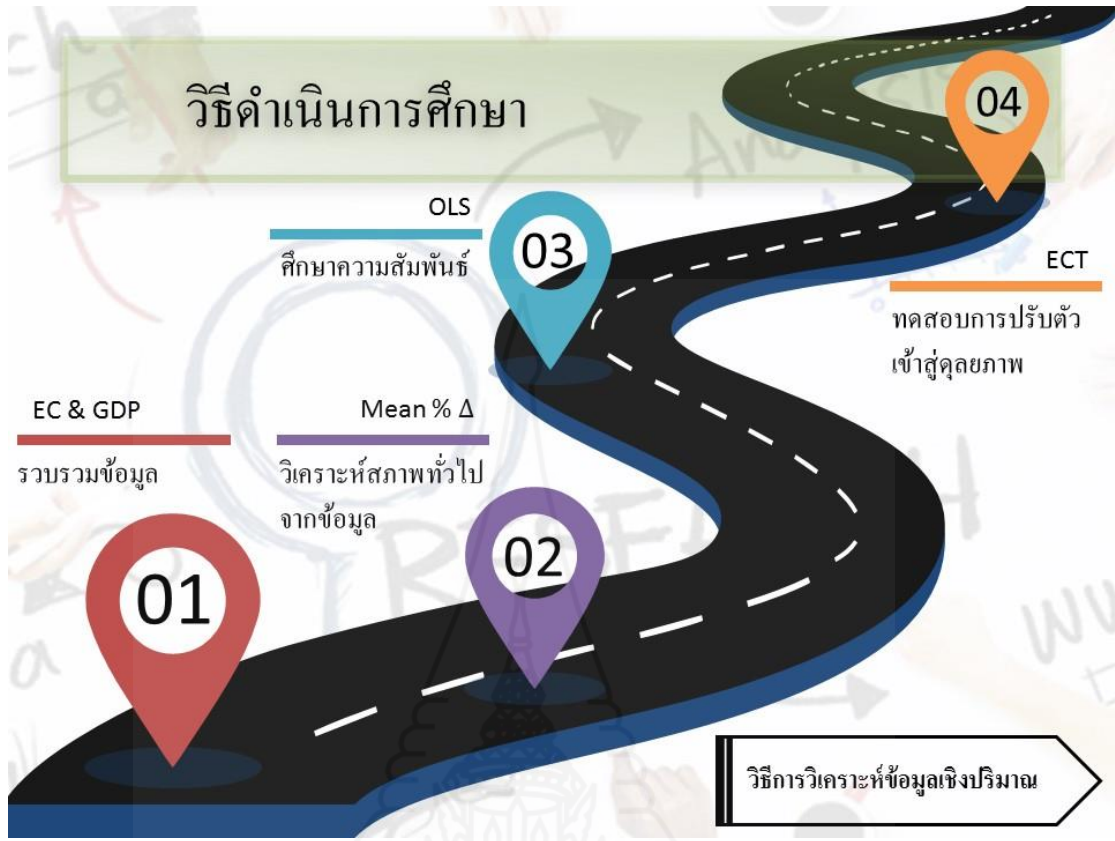 วิธีดำเนินการศึกษา
04
OLS
03
ศึกษาความสัมพันธ์
ECT
ทดสอบการปรับตัว
เข้าสู่ดุลยภาพ
EC & GDP
รวบรวมข้อมูล
Mean % Δ
วิเคราะห์สภาพทั่วไป
จากข้อมูล
02
01
RESEARCH
วิธีการวิเคราะห์ข้อมูลเชิงปริมาณ